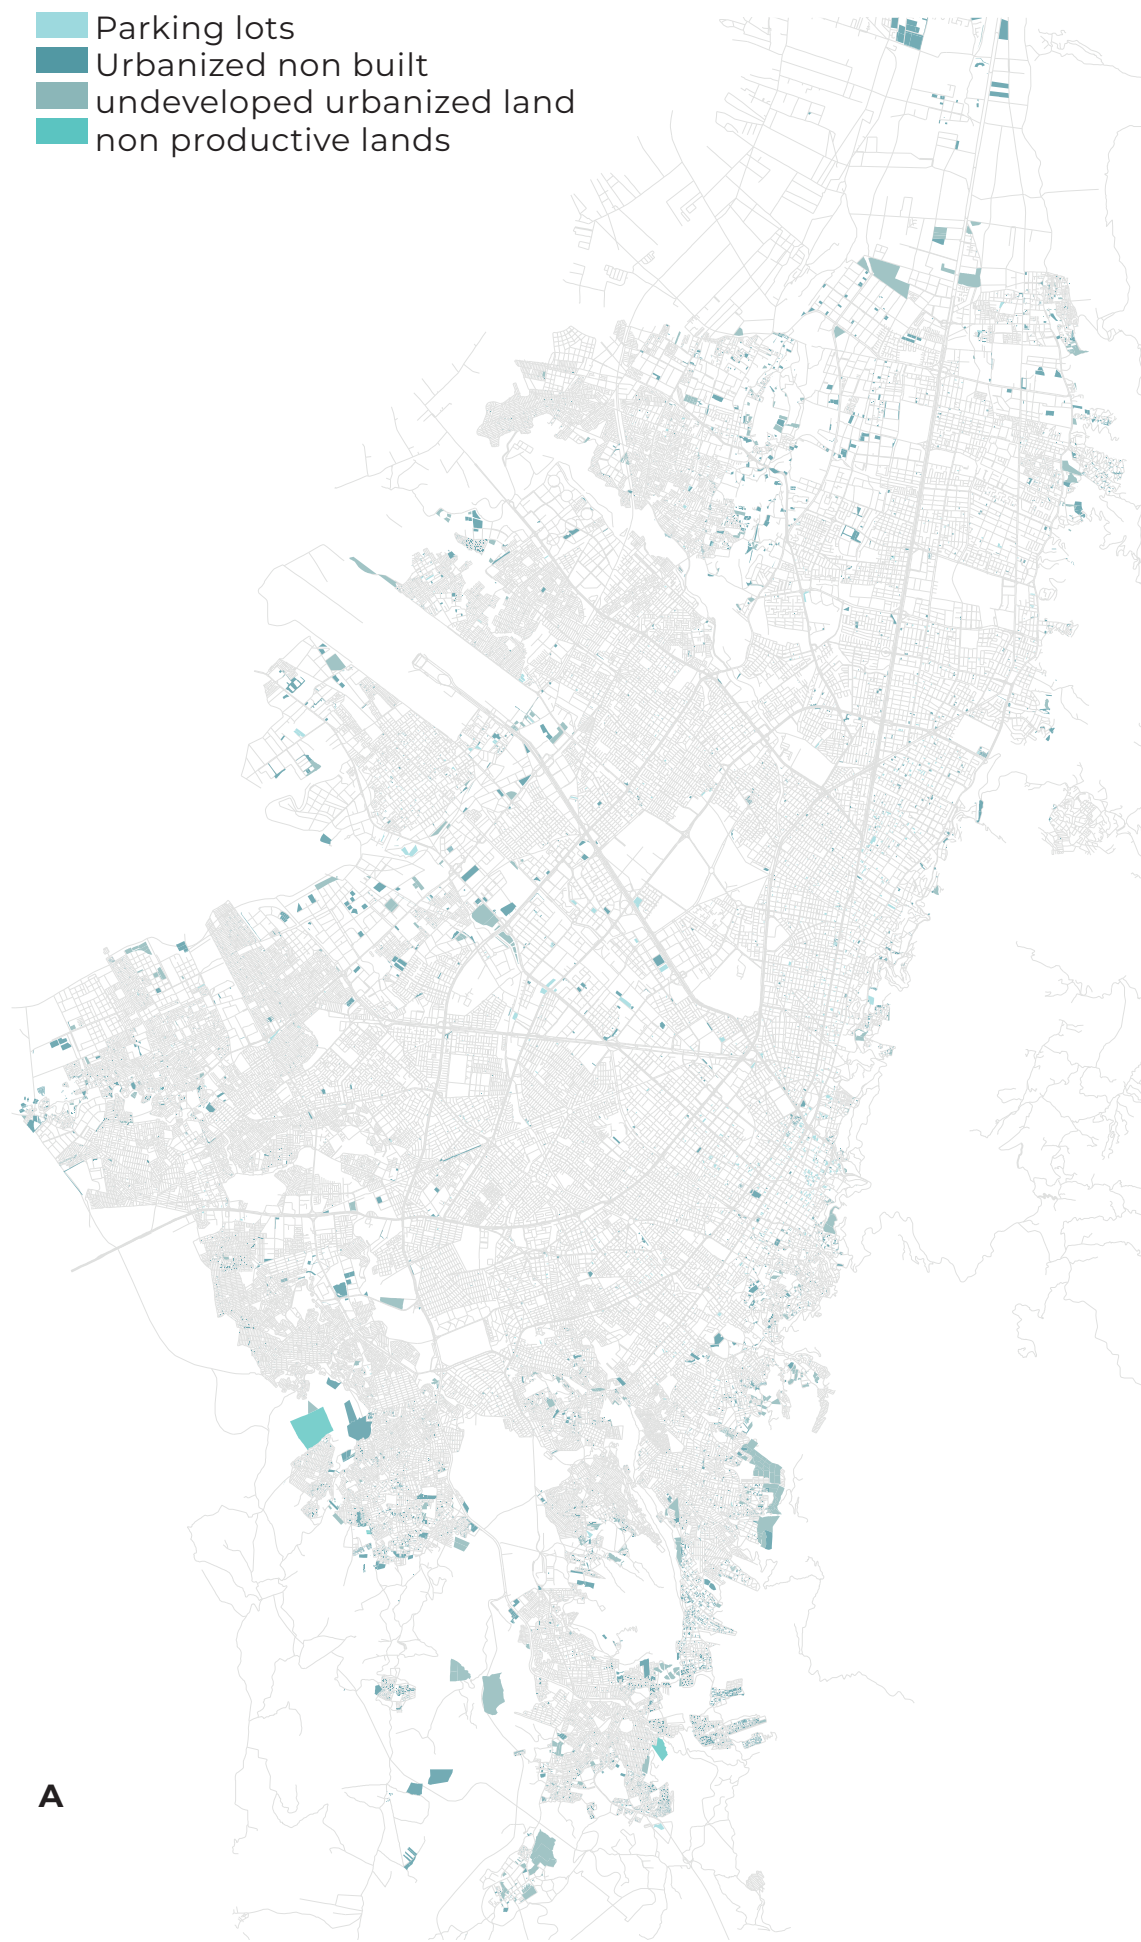 Parking lots
Urbanized non built
undeveloped urbanized land
non productive lands
A